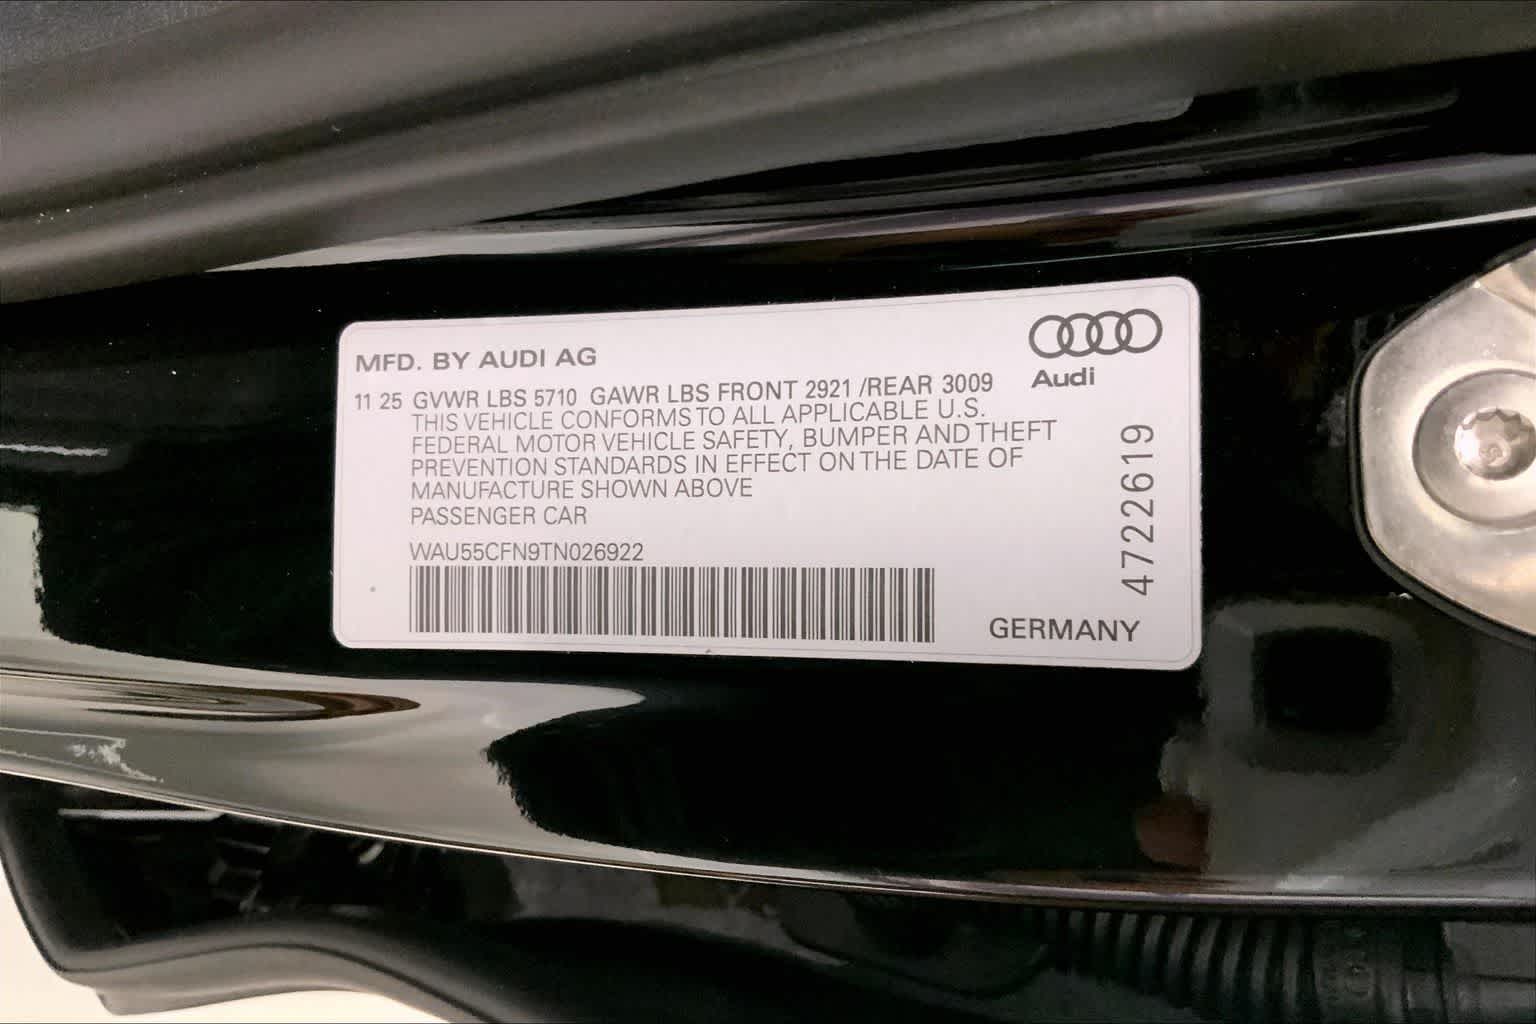 MFD. BY AUDI AG
Audi
11 25 GVWR LBS 5710 GAWR LBS FRONT 2921 /REAR 3009
THIS VEHICLE CONFORMS TO ALL APPLICABLE U.S.
FEDERAL MOTOR VEHICLE SAFETY, BUMPER AND THEFT
PREVENTION STANDARDS IN EFFECT ON THE DATE OF
MANUFACTURE SHOWN ABOVE
PASSENGER CAR
WAU55CFN9TN026922
GERMANY
4722619